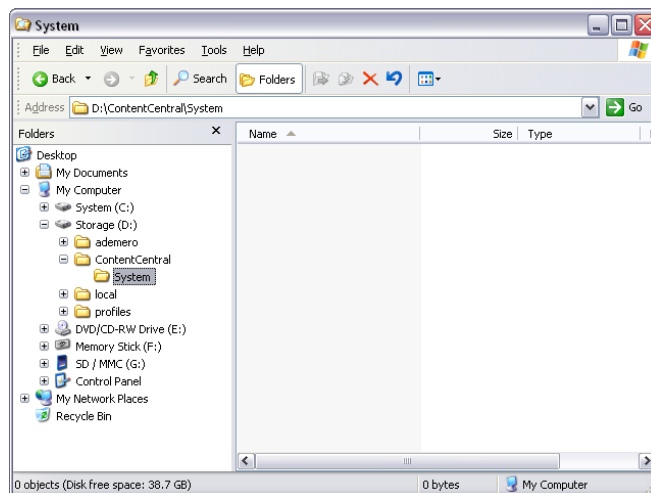 System
File Edit View Favorites Tools Help
Back Search Folders
Address D:\ContentCentral\System Go
Folders x Name Size Type
Desktop
My Documents
My Computer
System (C:)
Storage (D:)
ademero
ContentCentral
System
local
profiles
DVD/CD-RW Drive (E:)
Memory Stick (F:)
SD / MMC (G:)
Control Panel
My Network Places
Recycle Bin
0 objects (Disk free space: 38.7 GB) 0 bytes My Computer